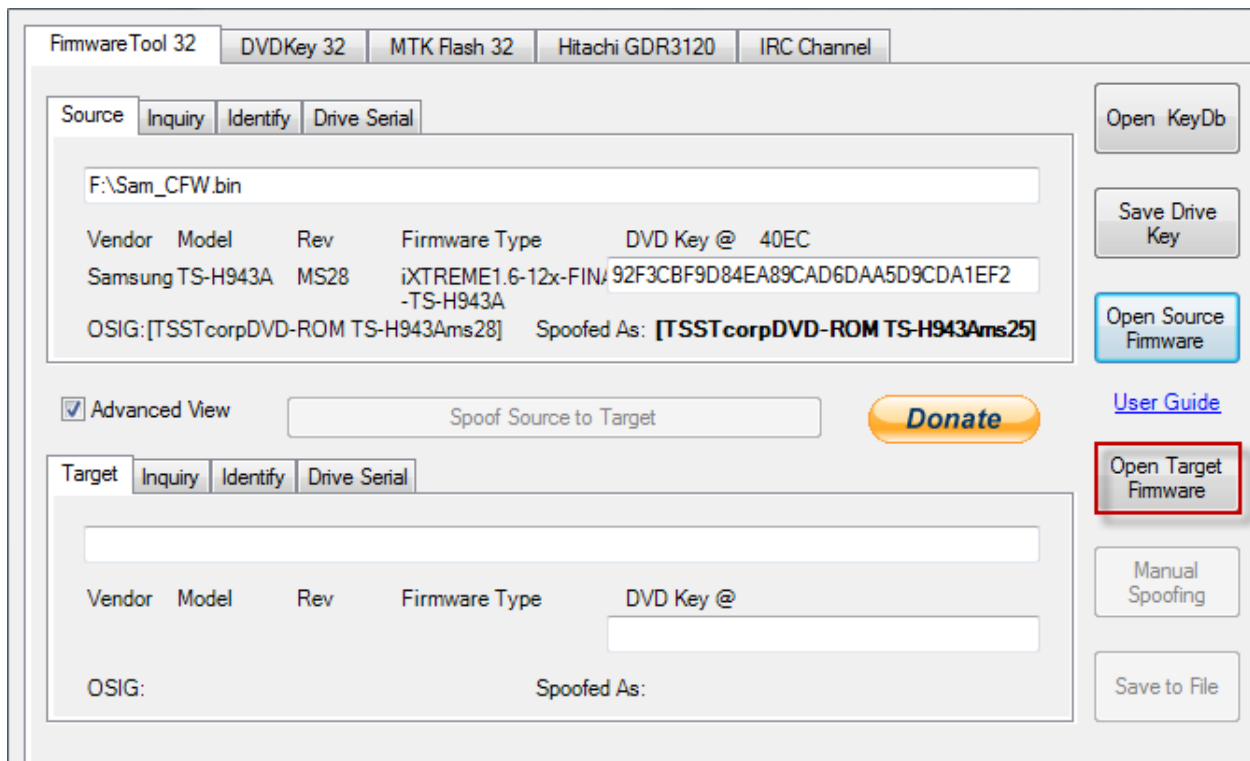 FirmwareTool 32 DVDKey 32 MTK Flash 32 Hitachi GDR3120 IRC Channel
Source Inquiry Identify Drive Serial
Open KeyDb
F:\Sam_CFW.bin
Save Drive
Key
Vendor Model Rev Firmware Type DVD Key @ 40EC
Samsung TS-H943A MS28 iXTREME1.6-12x-FINA 92F3CBF9D84EA89CAD6DAA5D9CDA1EF2
-TS-H943A
OSIG:[TSSTcorpDVD-ROM TS-H943Ams28] Spoofed As: [TSSTcorpDVD-ROM TS-H943Ams25]
Open Source
Firmware
Advanced View Spoof Source to Target Donate User Guide
Target Inquiry Identify Drive Serial
Open Target
Firmware
Vendor Model Rev Firmware Type DVD Key @
Manual
Spoofing
OSIG: Spoofed As:
Save to File